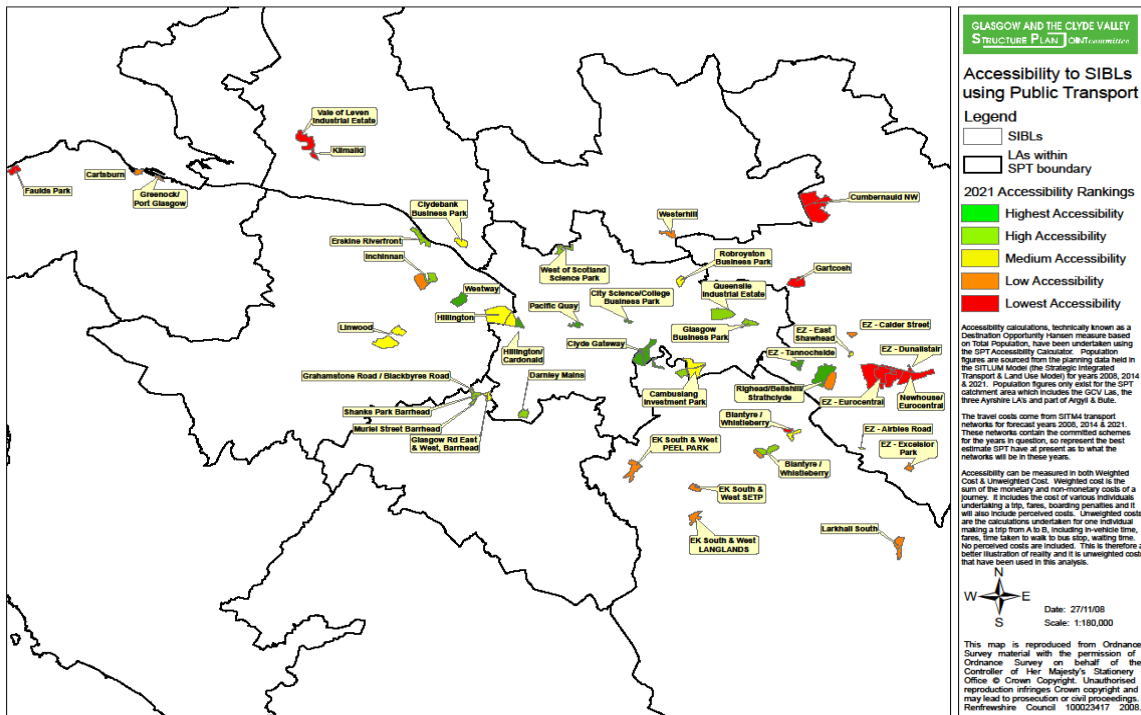 Vale of Leven
Industrial Estate
Kilmalid
Faulds Park
Cartsburn
Greenock/
Port Glasgow
Clydebank
Business Park
Erskine Riverfront
Inchinnan
Westway
Linwood
Hillington
Hillington/
Cardonald
West of Scotland
Science Park
Pacific Quay
City Science/College
Business Park
Clyde Gateway
Westerhill
Robroyston
Business Park
Queenslie
Industrial Estate
Glasgow
Business Park
Cumbernauld NW
Gartcosh
EZ - Calder Street
EZ - East
Shawhead
EZ - Tannochside
EZ - Dunalistair
Righead/Bellshill/
Strathclyde
EZ - Eurocentral
Newhouse/
Eurocentral
Cambuslang
Investment Park
Grahamstone Road / Blackbyres Road
Darnley Mains
Shanks Park Barrhead
Muriel Street Barrhead
Glasgow Rd East
& West, Barrhead
Blantyre /
Whistleberry
Blantyre /
Whistleberry
EZ - Airbles Road
EZ - Excelsior
Park
EK South & West
PEEL PARK
EK South &
West SETP
EK South & West
LANGLANDS
Larkhall South
GLASGOW AND THE CLYDE VALLEY
STRUCTURE PLAN JOINT committee
Accessibility to SIBLs
using Public Transport
Legend
SIBLs
LAs within
SPT boundary
2021 Accessibility Rankings
Highest Accessibility
High Accessibility
Medium Accessibility
Low Accessibility
Lowest Accessibility
Accessibility calculations, technically known as a
Destination Opportunity Hansen measure based
on Total Population, have been undertaken using
the SPT Accessibility Calculator. Population
figures are sourced from the planning data held in
the SITLUM Model (the Strategic Integrated
Transport & Land Use Model) for years 2008, 2014
& 2021. Population figures only exist for the SPT
catchment area which includes the GCV Las, the
three Ayrshire LA's and part of Argyll & Bute.
The travel costs come from SITM4 transport
networks for forecast years 2008, 2014 & 2021.
These networks contain the committed schemes
for the years in question, so represent the best
estimate SPT have at present as to what the
networks will be in these years.
Accessibility can be measured in both Weighted
Cost & Unweighted Cost. Weighted cost is the
sum of the monetary and non-monetary costs of a
journey. It includes the cost of various individuals
undertaking a trip, fares, boarding penalties and it
will also include perceived costs. Unweighted costs
are the calculations undertaken for one individual
making a trip from A to B, including in-vehicle time,
fares, time taken to walk to bus stop, waiting time.
No perceived costs are included. This is therefore a
better illustration of reality and it is unweighted costs
that have been used in this analysis.
N
W E
S
Date: 27/11/08
Scale: 1:180,000
This map is reproduced from Ordnance
Survey material with the permission of
Ordnance Survey on behalf of the
Controller of Her Majesty's Stationery
Office © Crown Copyright. Unauthorised
reproduction infringes Crown copyright and
may lead to prosecution or civil proceedings.
Renfrewshire Council 100023417 2008.